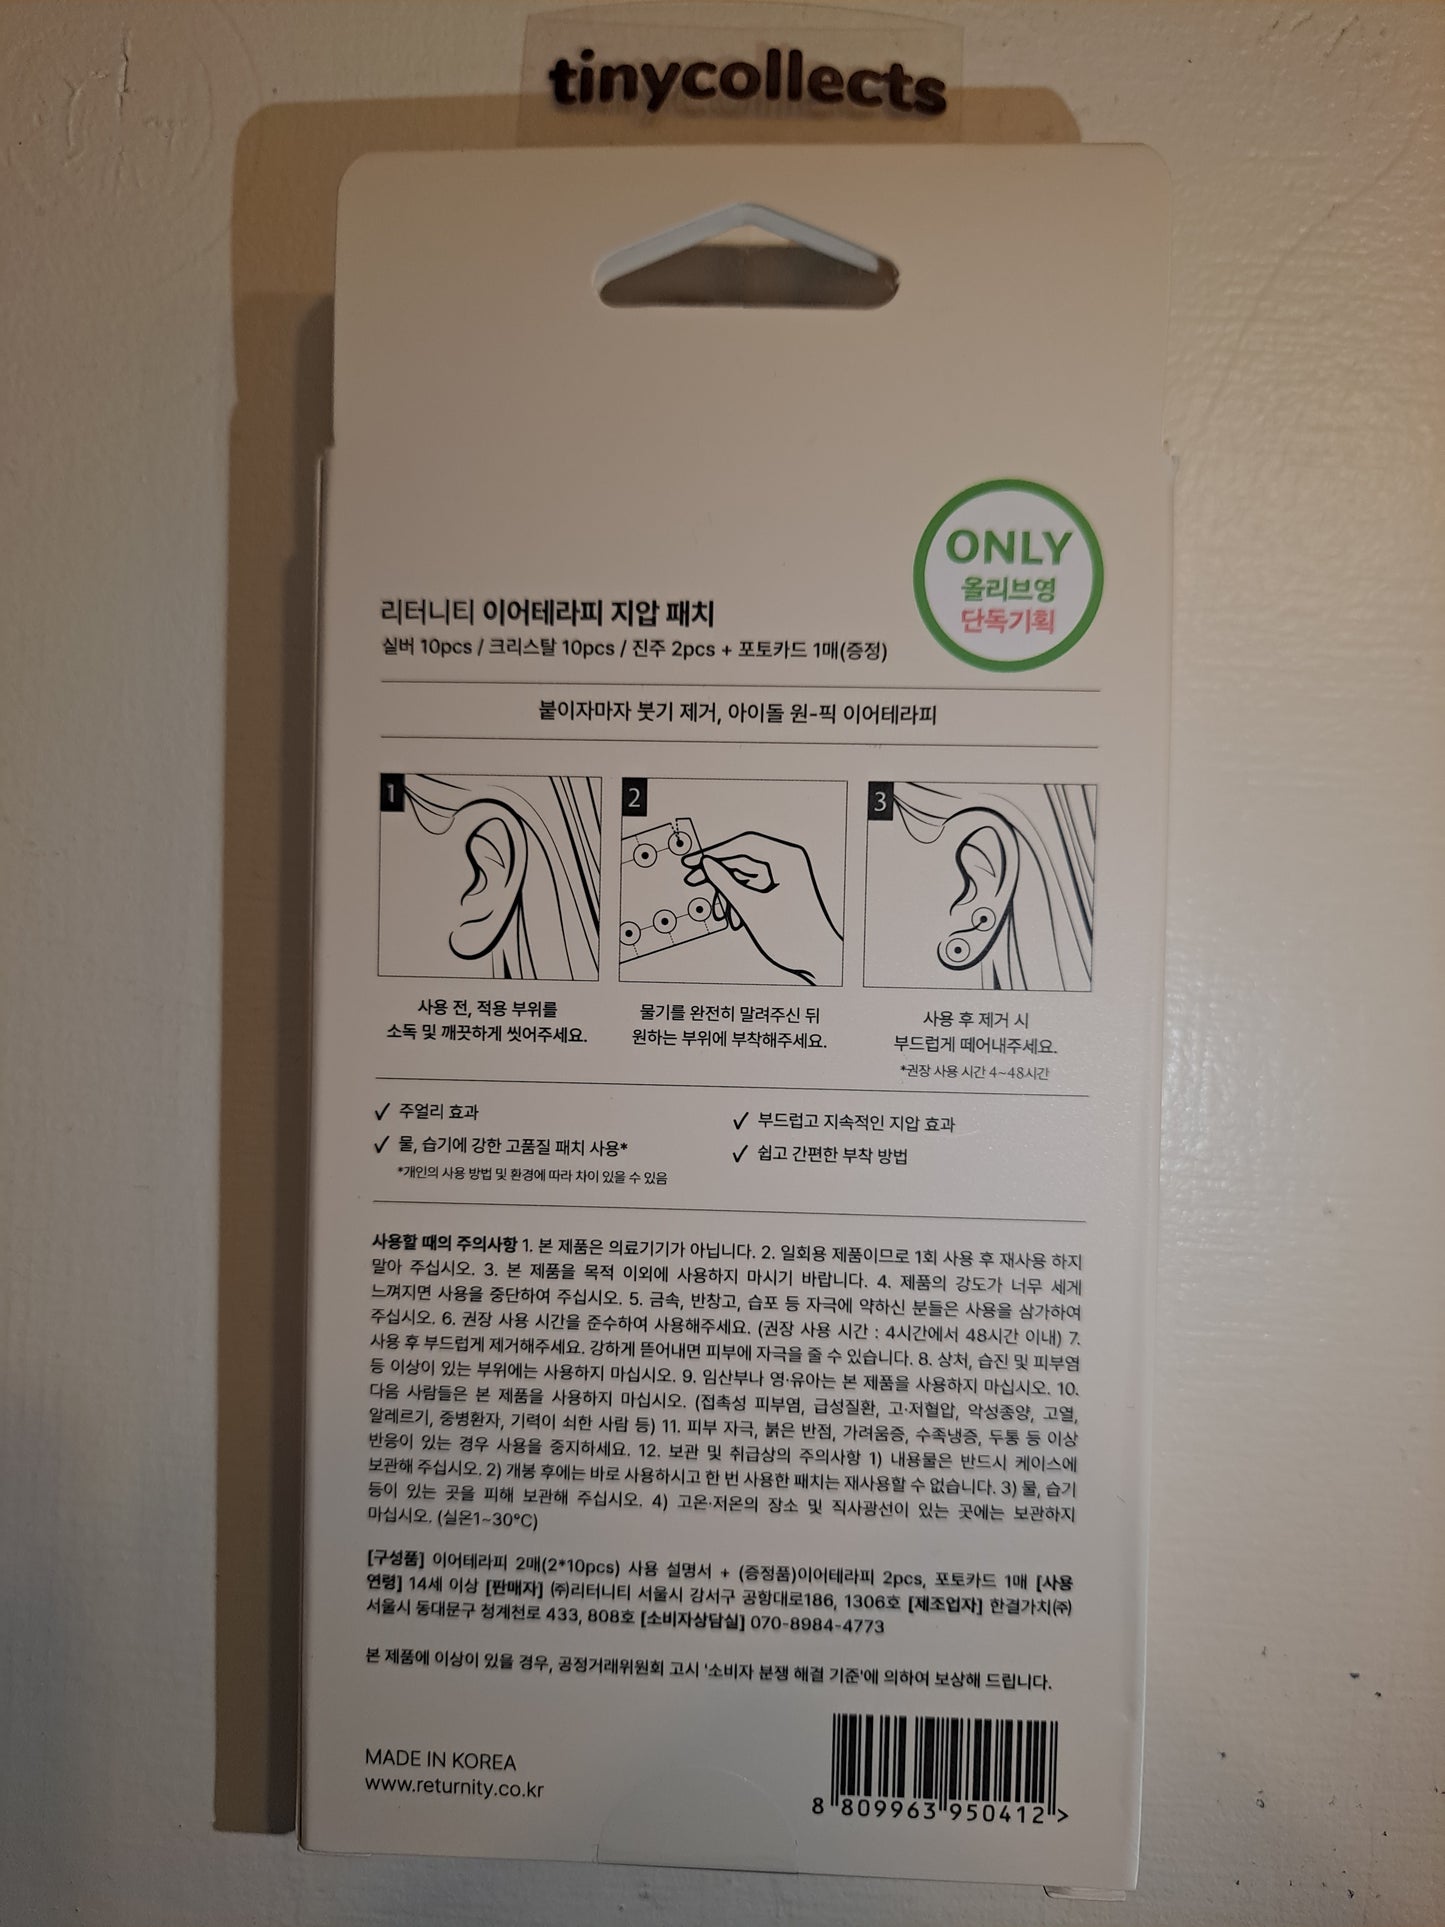 tinycollects
ONLY
올리브영
단독기획
리터니티 이어테라피 지압 패치
실버 10pcs / 크리스탈 10pcs / 진주 2pcs + 포토카드 1매(증정)
붙이자마자 붓기 제거, 아이돌 원-픽 이어테라피
1
2
3
사용 전, 적용 부위를
소독 및 깨끗하게 씻어주세요.
물기를 완전히 말려주신 뒤
원하는 부위에 부착해주세요.
사용 후 제거 시
부드럽게 떼어내주세요.
*권장 사용 시간 4~48시간
✓ 주얼리 효과
✓ 물, 습기에 강한 고품질 패치 사용*
*개인의 사용 방법 및 환경에 따라 차이 있을 수 있음
✓ 부드럽고 지속적인 지압 효과
✓ 쉽고 간편한 부착 방법
사용할 때의 주의사항 1. 본 제품은 의료기기가 아닙니다. 2. 일회용 제품이므로 1회 사용 후 재사용 하지
말아 주십시오. 3. 본 제품을 목적 이외에 사용하지 마시기 바랍니다. 4. 제품의 강도가 너무 세게
느껴지면 사용을 중단하여 주십시오. 5. 금속, 반창고, 습포 등 자극에 약하신 분들은 사용을 삼가하여
주십시오. 6. 권장 사용 시간을 준수하여 사용해주세요. (권장 사용 시간 : 4시간에서 48시간 이내) 7.
사용 후 부드럽게 제거해주세요. 강하게 뜯어내면 피부에 자극을 줄 수 있습니다. 8. 상처, 습진 및 피부염
등 이상이 있는 부위에는 사용하지 마십시오. 9. 임산부나 영·유아는 본 제품을 사용하지 마십시오. 10.
다음 사람들은 본 제품을 사용하지 마십시오. (접촉성 피부염, 급성질환, 고·저혈압, 악성종양, 고열,
알레르기, 중병환자, 기력이 쇠한 사람 등) 11. 피부 자극, 붉은 반점, 가려움증, 수족냉증, 두통 등 이상
반응이 있는 경우 사용을 중지하세요. 12. 보관 및 취급상의 주의사항 1) 내용물은 반드시 케이스에
보관해 주십시오. 2) 개봉 후에는 바로 사용하시고 한 번 사용한 패치는 재사용할 수 없습니다. 3) 물, 습기
등이 있는 곳을 피해 보관해 주십시오. 4) 고온·저온의 장소 및 직사광선이 있는 곳에는 보관하지
마십시오. (실온1~30°C)
[구성품] 이어테라피 2매(2*10pcs) 사용 설명서 + (증정품)이어테라피 2pcs, 포토카드 1매 [사용
연령] 14세 이상 [판매자] ㈜리터니티 서울시 강서구 공항대로186, 1306호 [제조업자] 한결가치㈜
서울시 동대문구 청계천로 433, 808호 [소비자상담실] 070-8984-4773
본 제품에 이상이 있을 경우, 공정거래위원회 고시 '소비자 분쟁 해결 기준'에 의하여 보상해 드립니다.
MADE IN KOREA
www.returnity.co.kr
8 809963 950412 >